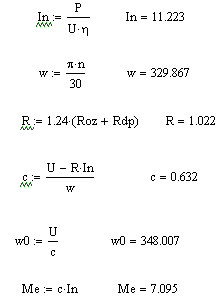 In := P / (U·η) In = 11.223
w := π·n / 30 w = 329.867
R := 1.24·(Roz + Rdp) R = 1.022
c := (U − R·In) / w c = 0.632
w0 := U / c w0 = 348.007
Me := c·In Me = 7.095